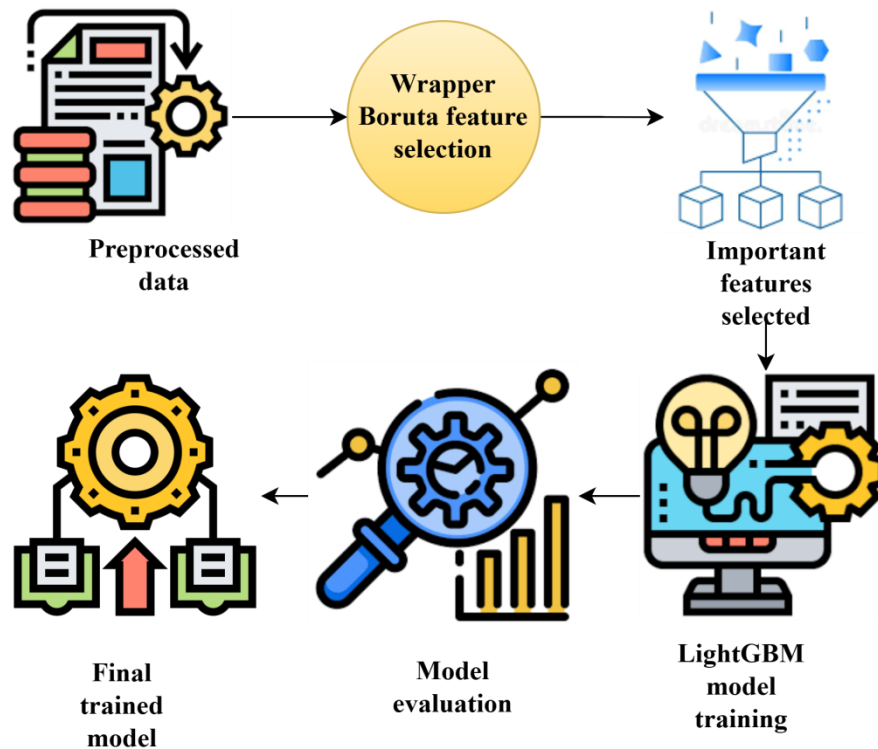 Wrapper
Boruta feature
selection
Preprocessed
data
Important
features
selected
LightGBM
model
training
Model
evaluation
Final
trained
model